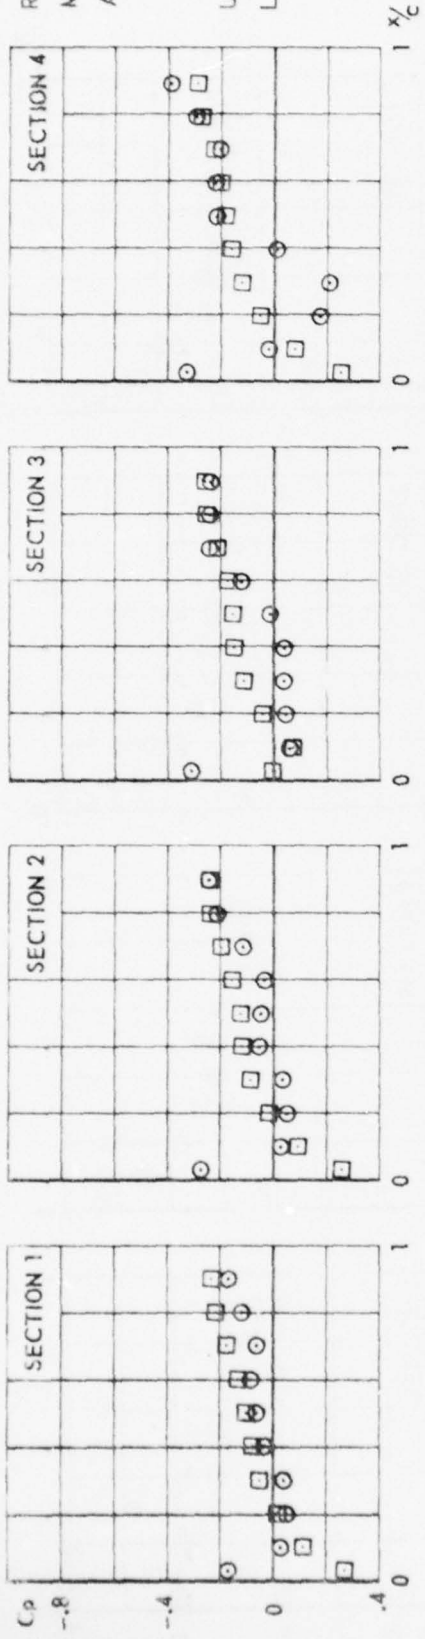 SECTION 1
SECTION 2
SECTION 3
SECTION 4
Cp
-.8
-.4
0
.4
0
1
0
1
0
1
0
1
x/c
R
M
A
U
L